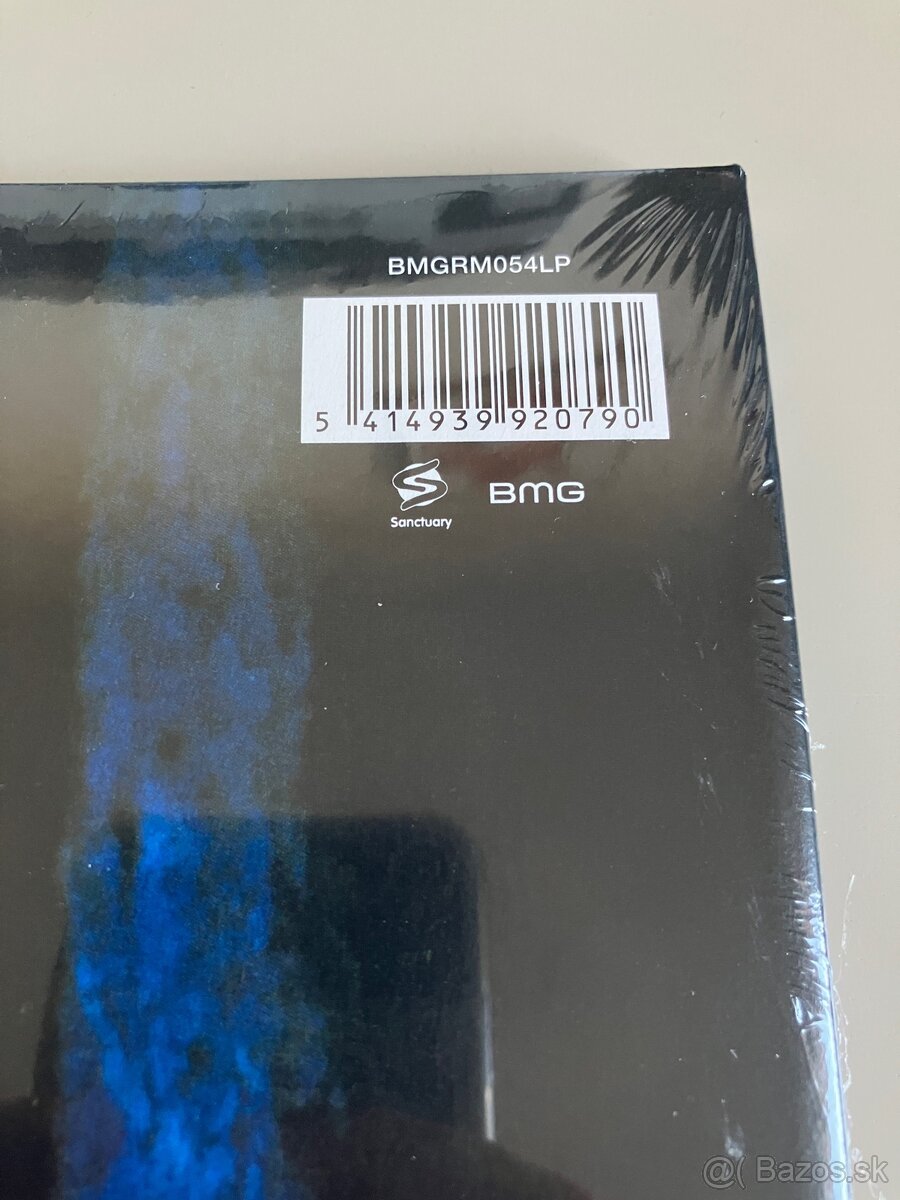 BMGRM054LP
5 414939 920790
Sanctuary
BMG
@( Bazos.sk